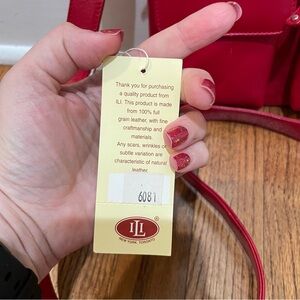 Thank you for purchasing
a quality product from
ILI. This product is made
from 100% full
grain leather, with fine
craftmanship and
materials.
Any scars, wrinkles or
subtle variation are
characteristic of natural
leather.
6081
ILI
NEW YORK, TORONTO